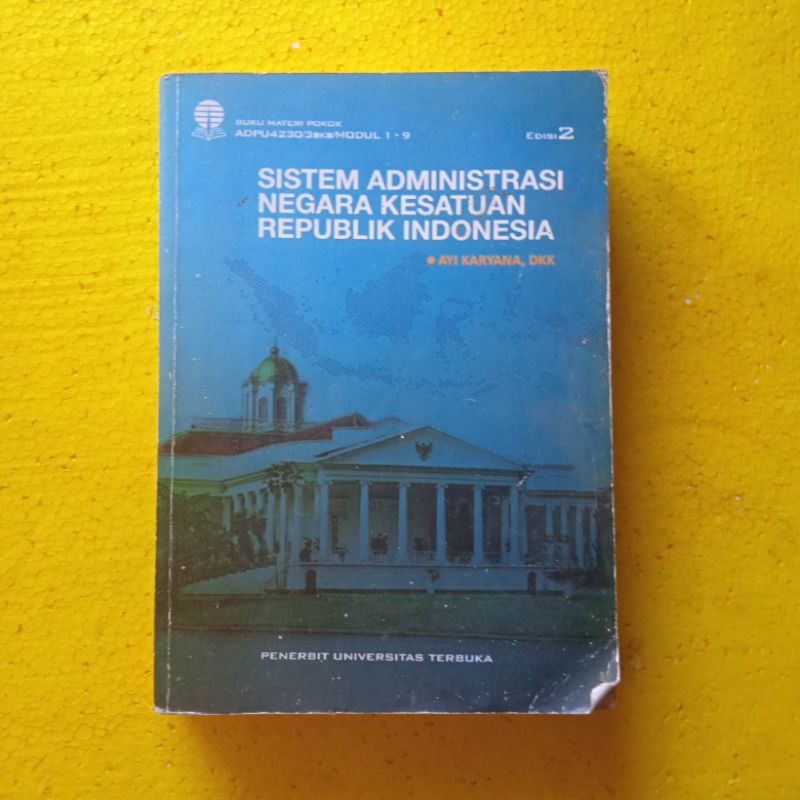 BUKU MATERI POKOK
ADPU4230/3SKS/MODUL 1 - 9
EDISI 2
SISTEM ADMINISTRASI
NEGARA KESATUAN
REPUBLIK INDONESIA
• AYI KARYANA, DKK
PENERBIT UNIVERSITAS TERBUKA